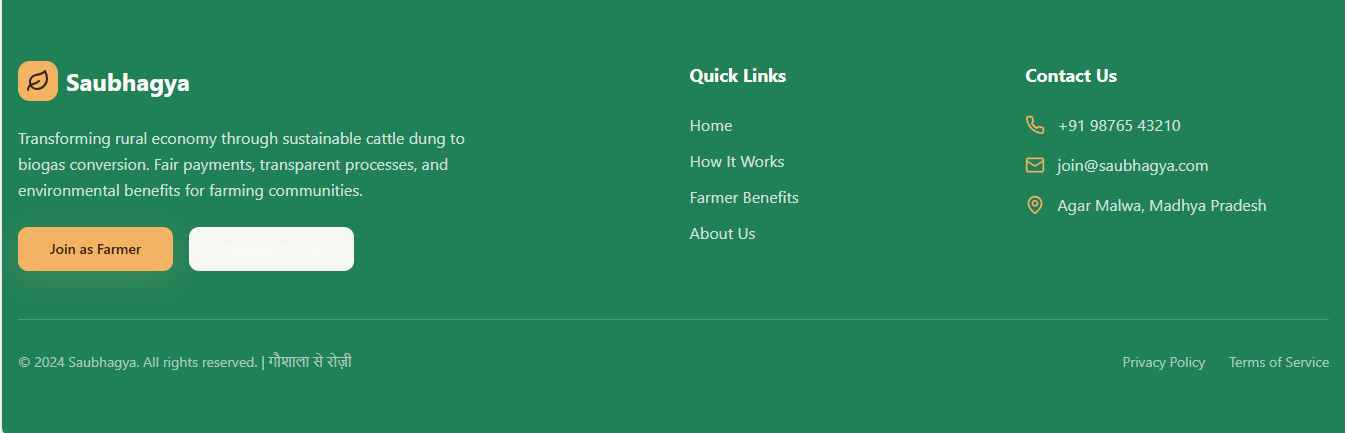 Saubhagya
Transforming rural economy through sustainable cattle dung to
biogas conversion. Fair payments, transparent processes, and
environmental benefits for farming communities.
Join as Farmer
Request Pickup
Quick Links
Home
How It Works
Farmer Benefits
About Us
Contact Us
+91 98765 43210
join@saubhagya.com
Agar Malwa, Madhya Pradesh
© 2024 Saubhagya. All rights reserved. | गौशाला से रोज़ी
Privacy Policy
Terms of Service